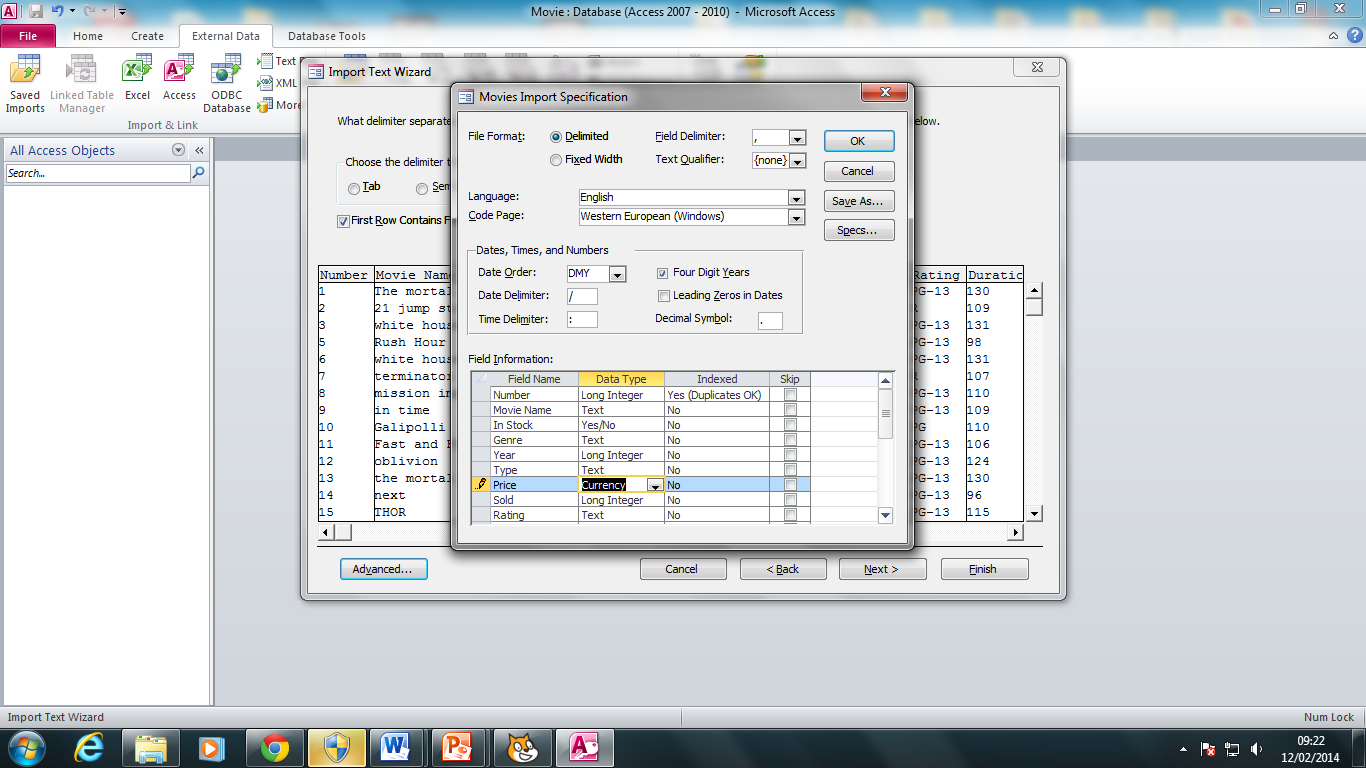 Movie : Database (Access 2007 - 2010) - Microsoft Access
File Home Create External Data Database Tools
Saved Imports
Linked Table Manager
Excel
Access
ODBC Database
Text
XML
More
Import & Link
All Access Objects
Search...
Import Text Wizard
What delimiter separate
below.
Choose the delimiter t
Tab
Sem
First Row Contains F
Number Movie Name Rating Duratic
1 The mortal PG-13 130
2 21 jump st R 109
3 white hous PG-13 131
5 Rush Hour PG-13 98
6 white hous PG-13 131
7 terminator R 107
8 mission im PG-13 110
9 in time PG-13 109
10 Galipolli PG 110
11 Fast and F PG-13 106
12 oblivion PG-13 124
13 the mortal PG-13 130
14 next PG-13 96
15 THOR PG-13 115
Advanced... Cancel < Back Next > Finish
Movies Import Specification
File Format: Delimited Field Delimiter: , OK
Fixed Width Text Qualifier: {none} Cancel
Language: English Save As...
Code Page: Western European (Windows) Specs...
Dates, Times, and Numbers
Date Order: DMY Four Digit Years
Date Delimiter: / Leading Zeros in Dates
Time Delimiter: : Decimal Symbol: .
Field Information:
Field Name Data Type Indexed Skip
Number Long Integer Yes (Duplicates OK)
Movie Name Text No
In Stock Yes/No No
Genre Text No
Year Long Integer No
Type Text No
Price Currency No
Sold Long Integer No
Rating Text No
Import Text Wizard Num Lock
09:22
12/02/2014